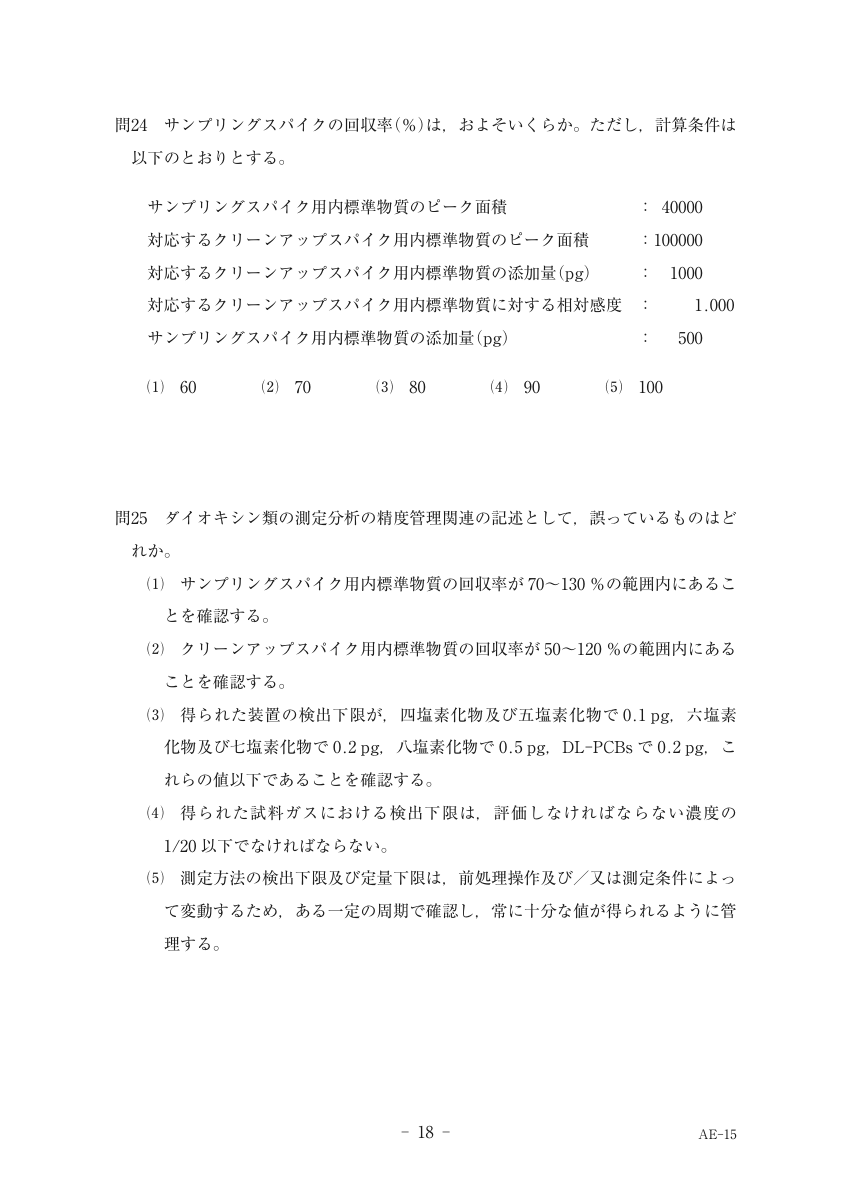 問24　サンプリングスパイクの回収率(%)は，およそいくらか。ただし，計算条件は
以下のとおりとする。
サンプリングスパイク用内標準物質のピーク面積　：　40000
対応するクリーンアップスパイク用内標準物質のピーク面積　：100000
対応するクリーンアップスパイク用内標準物質の添加量(pg)　：　1000
対応するクリーンアップスパイク用内標準物質に対する相対感度　：　1.000
サンプリングスパイク用内標準物質の添加量(pg)　：　500
⑴　60　⑵　70　⑶　80　⑷　90　⑸　100
問25　ダイオキシン類の測定分析の精度管理関連の記述として，誤っているものはど
れか。
⑴　サンプリングスパイク用内標準物質の回収率が70～130 %の範囲内にあるこ
とを確認する。
⑵　クリーンアップスパイク用内標準物質の回収率が50～120 %の範囲内にある
ことを確認する。
⑶　得られた装置の検出下限が，四塩素化物及び五塩素化物で0.1 pg，六塩素
化物及び七塩素化物で0.2 pg，八塩素化物で0.5 pg，DL-PCBsで0.2 pg，こ
れらの値以下であることを確認する。
⑷　得られた試料ガスにおける検出下限は，評価しなければならない濃度の
1/20以下でなければならない。
⑸　測定方法の検出下限及び定量下限は，前処理操作及び／又は測定条件によっ
て変動するため，ある一定の周期で確認し，常に十分な値が得られるように管
理する。
- 18 -
AE-15